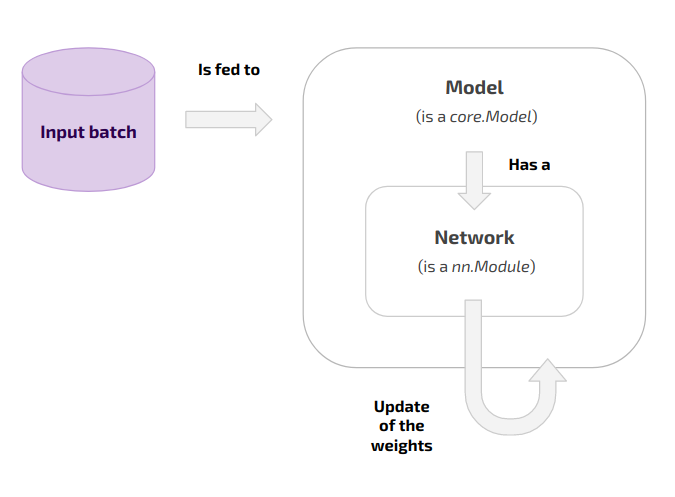 Is fed to
Input batch
Model
(is a core.Model)
Has a
Network
(is a nn.Module)
Update
of the
weights